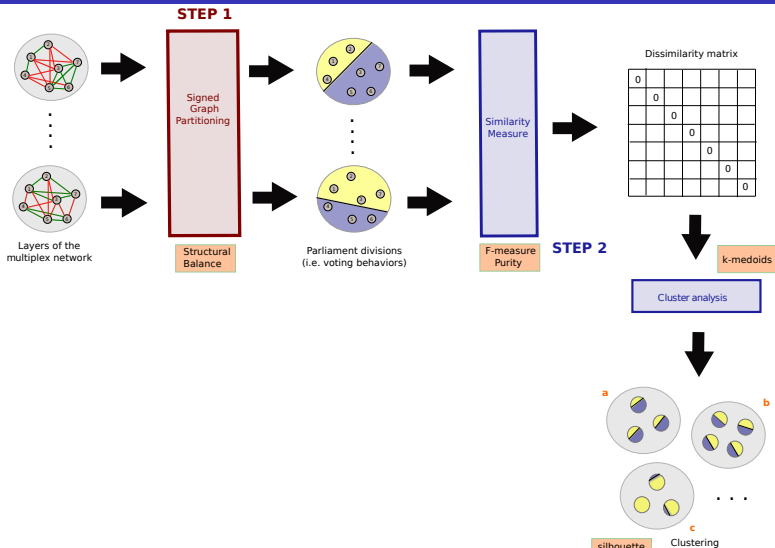 STEP 1
Signed
Graph
Partitioning
Similarity
Measure
Dissimilarity matrix
0
0
0
0
0
0
0
Layers of the
multiplex network
Structural
Balance
Parliament divisions
(i.e. voting behaviors)
F-measure
Purity
STEP 2
k-medoids
Cluster analysis
a
b
c
. . .
silhouette
Clustering